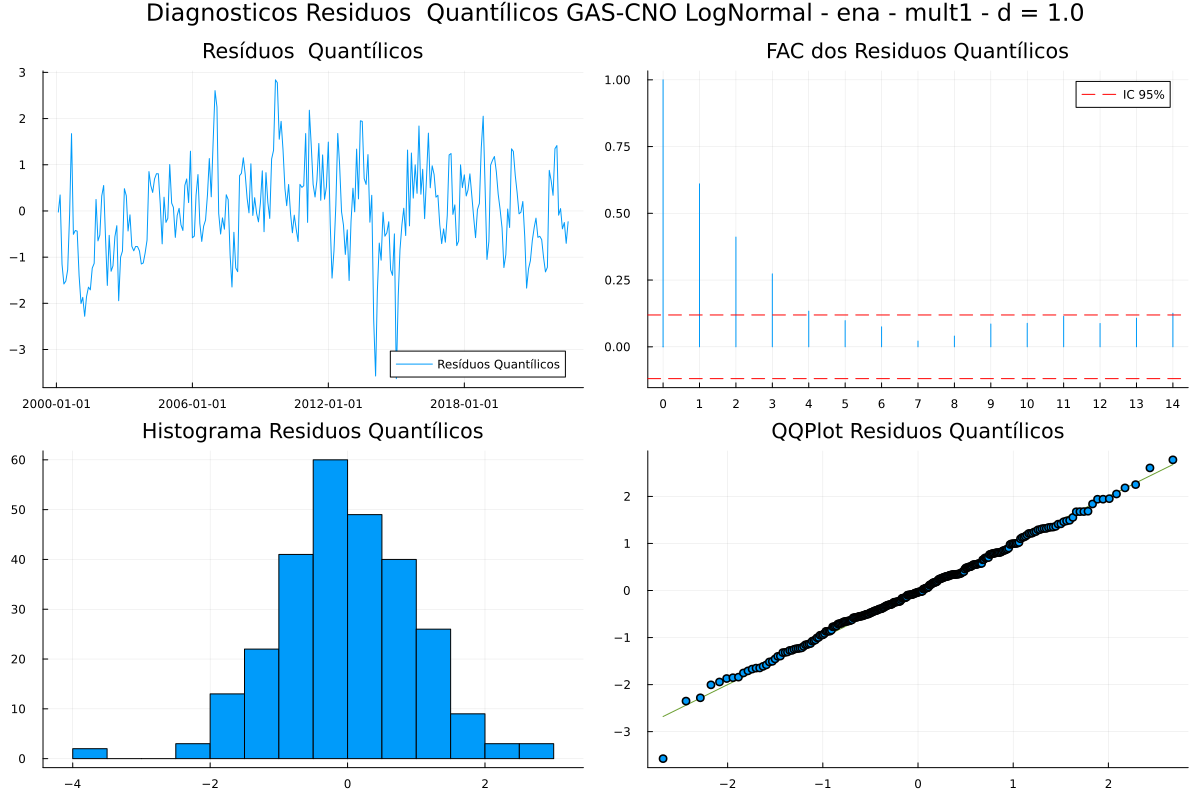 Diagnosticos Residuos  Quantílicos GAS-CNO LogNormal - ena - mult1 - d = 1.0
Resíduos  Quantílicos
3
2
1
0
−1
−2
−3
2000-01-01 2006-01-01 2012-01-01 2018-01-01
Resíduos Quantílicos
FAC dos Residuos Quantílicos
1.00
0.75
0.50
0.25
0.00
0 1 2 3 4 5 6 7 8 9 10 11 12 13 14
IC 95%
Histograma Residuos Quantílicos
60
50
40
30
20
10
0
−4 −2 0 2
QQPlot Residuos Quantílicos
2
1
0
−1
−2
−3
−2 −1 0 1 2